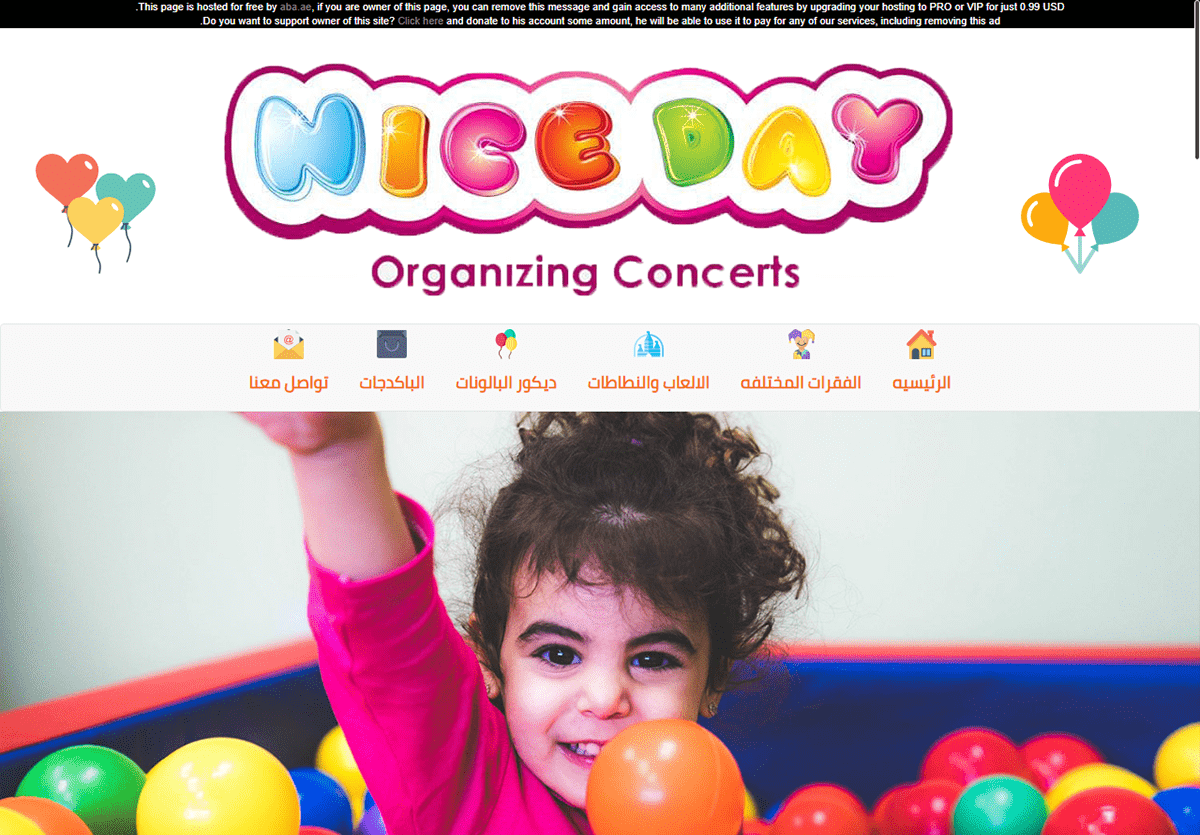 .This page is hosted for free by aba.ae, if you are owner of this page, you can remove this message and gain access to many additional features by upgrading your hosting to PRO or VIP for just 0.99 USD
.Do you want to support owner of this site? Click here and donate to his account some amount, he will be able to use it to pay for any of our services, including removing this ad
NICE DAY
Organızing Concerts
الرئيسيه الفقرات المختلفه الالعاب والنطاطات ديكور البالونات الباكدجات تواصل معنا